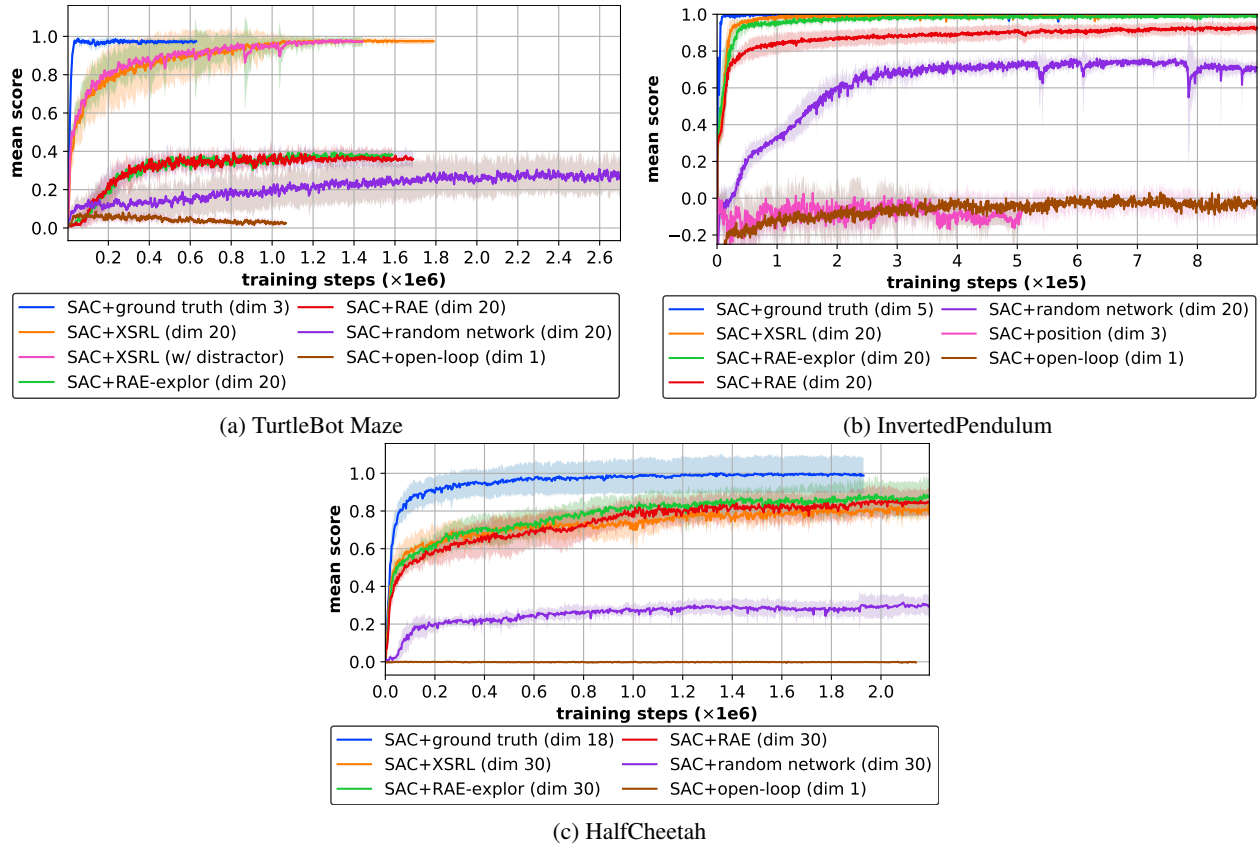 1.0
0.8
0.6
0.4
0.2
0.0
mean score
0.2 0.4 0.6 0.8 1.0 1.2 1.4 1.6 1.8 2.0 2.2 2.4 2.6
training steps (×1e6)
SAC+ground truth (dim 3)
SAC+XSRL (dim 20)
SAC+XSRL (w/ distractor)
SAC+RAE-explor (dim 20)
SAC+RAE (dim 20)
SAC+random network (dim 20)
SAC+open-loop (dim 1)
(a) TurtleBot Maze
1.0
0.8
0.6
0.4
0.2
0.0
−0.2
mean score
0 1 2 3 4 5 6 7 8
training steps (×1e5)
SAC+ground truth (dim 5)
SAC+XSRL (dim 20)
SAC+RAE-explor (dim 20)
SAC+RAE (dim 20)
SAC+random network (dim 20)
SAC+position (dim 3)
SAC+open-loop (dim 1)
(b) InvertedPendulum
1.0
0.8
0.6
0.4
0.2
0.0
mean score
0.0 0.2 0.4 0.6 0.8 1.0 1.2 1.4 1.6 1.8 2.0
training steps (×1e6)
SAC+ground truth (dim 18)
SAC+XSRL (dim 30)
SAC+RAE-explor (dim 30)
SAC+RAE (dim 30)
SAC+random network (dim 30)
SAC+open-loop (dim 1)
(c) HalfCheetah